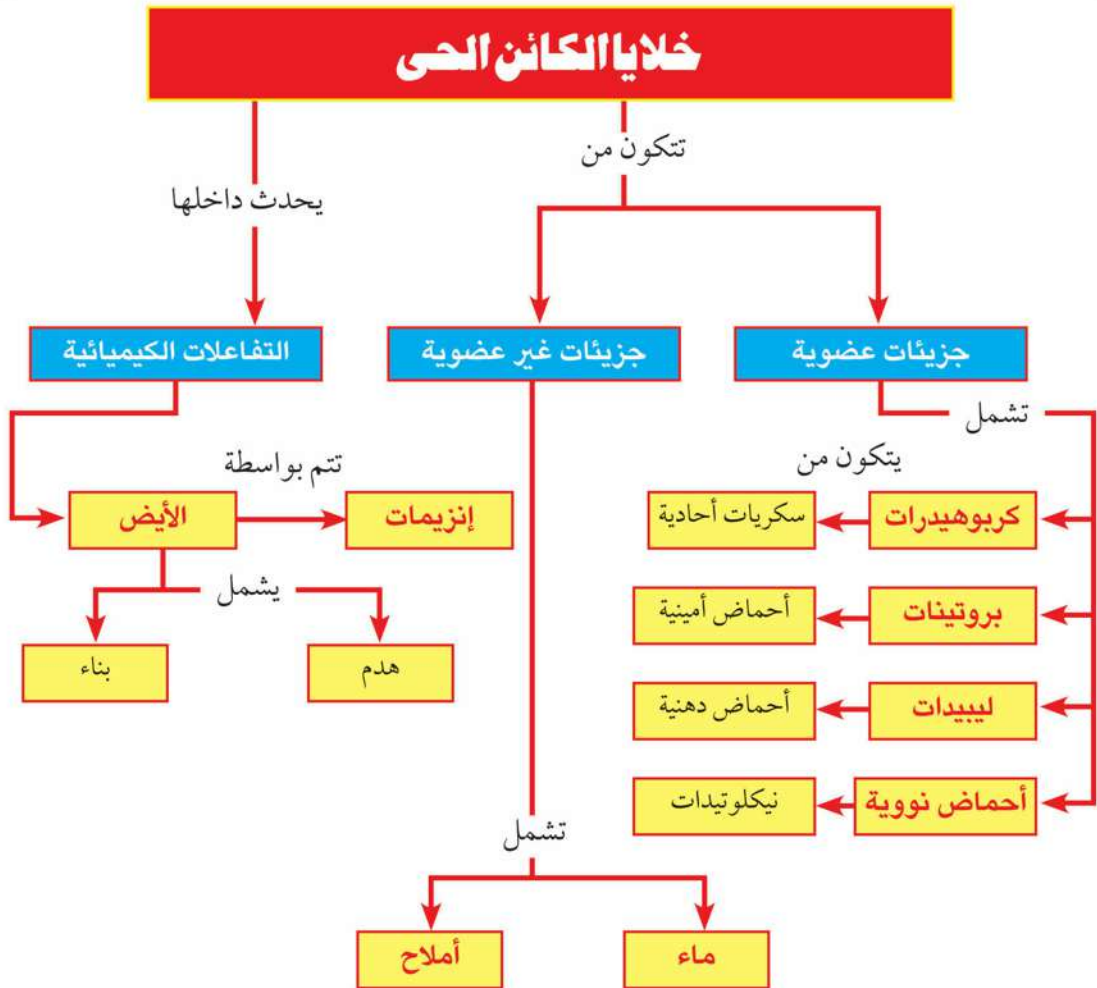 خلايا الكائن الحى
تتكون من
يحدث داخلها
جزيئات عضوية
جزيئات غير عضوية
التفاعلات الكيميائية
تشمل
يتكون من
كربوهيدرات
سكريات أحادية
بروتينات
أحماض أمينية
ليبيدات
أحماض دهنية
أحماض نووية
نيكلوتيدات
تشمل
ماء
أملاح
تتم بواسطة
إنزيمات
الأيض
يشمل
هدم
بناء